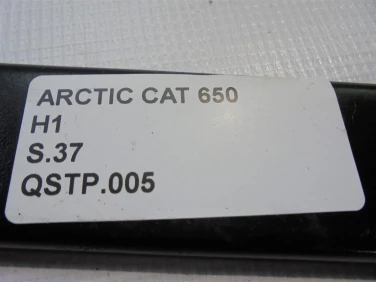 ARCTIC CAT 650
H1
S.37
QSTP.005